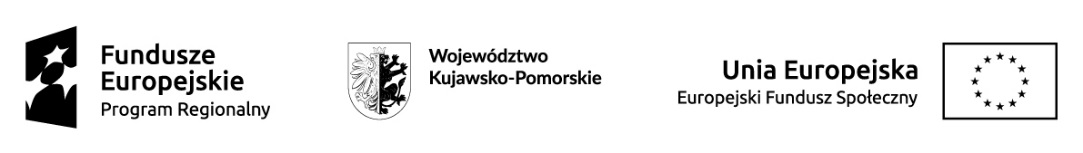 Fundusze
Europejskie
Program Regionalny
Województwo
Kujawsko-Pomorskie
Unia Europejska
Europejski Fundusz Społeczny